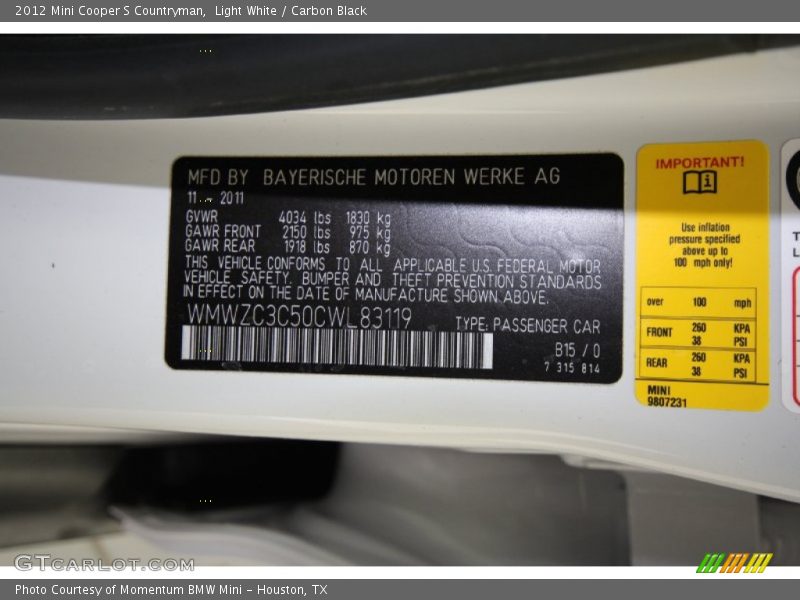 2012 Mini Cooper S Countryman,  Light White / Carbon Black
MFD BY BAYERISCHE MOTOREN WERKE AG
11 2011
GVWR 4034 lbs 1830 kg
GAWR FRONT 2150 lbs 975 kg
GAWR REAR 1918 lbs 870 kg
THIS VEHICLE CONFORMS TO ALL APPLICABLE U.S. FEDERAL MOTOR
VEHICLE SAFETY, BUMPER AND THEFT PREVENTION STANDARDS
IN EFFECT ON THE DATE OF MANUFACTURE SHOWN ABOVE.
WMWZC3C50CWL83119
TYPE: PASSENGER CAR
B15 / 0
7 315 814
IMPORTANT!
Use inflation
pressure specified
above up to
100 mph only!
over 100 mph
FRONT 260 KPA
38 PSI
REAR 260 KPA
38 PSI
MINI
9807231
T
L
GTCARLOT.COM
Photo Courtesy of Momentum BMW Mini - Houston, TX